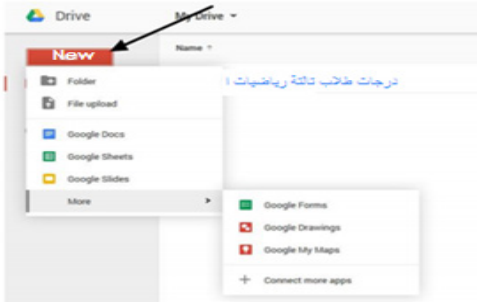 Drive
My Drive
New
Name ↑
Folder
درجات طلاب ثالثة رياضيات ١
File upload
Google Docs
Google Sheets
Google Slides
More
Google Forms
Google Drawings
Google My Maps
+ Connect more apps